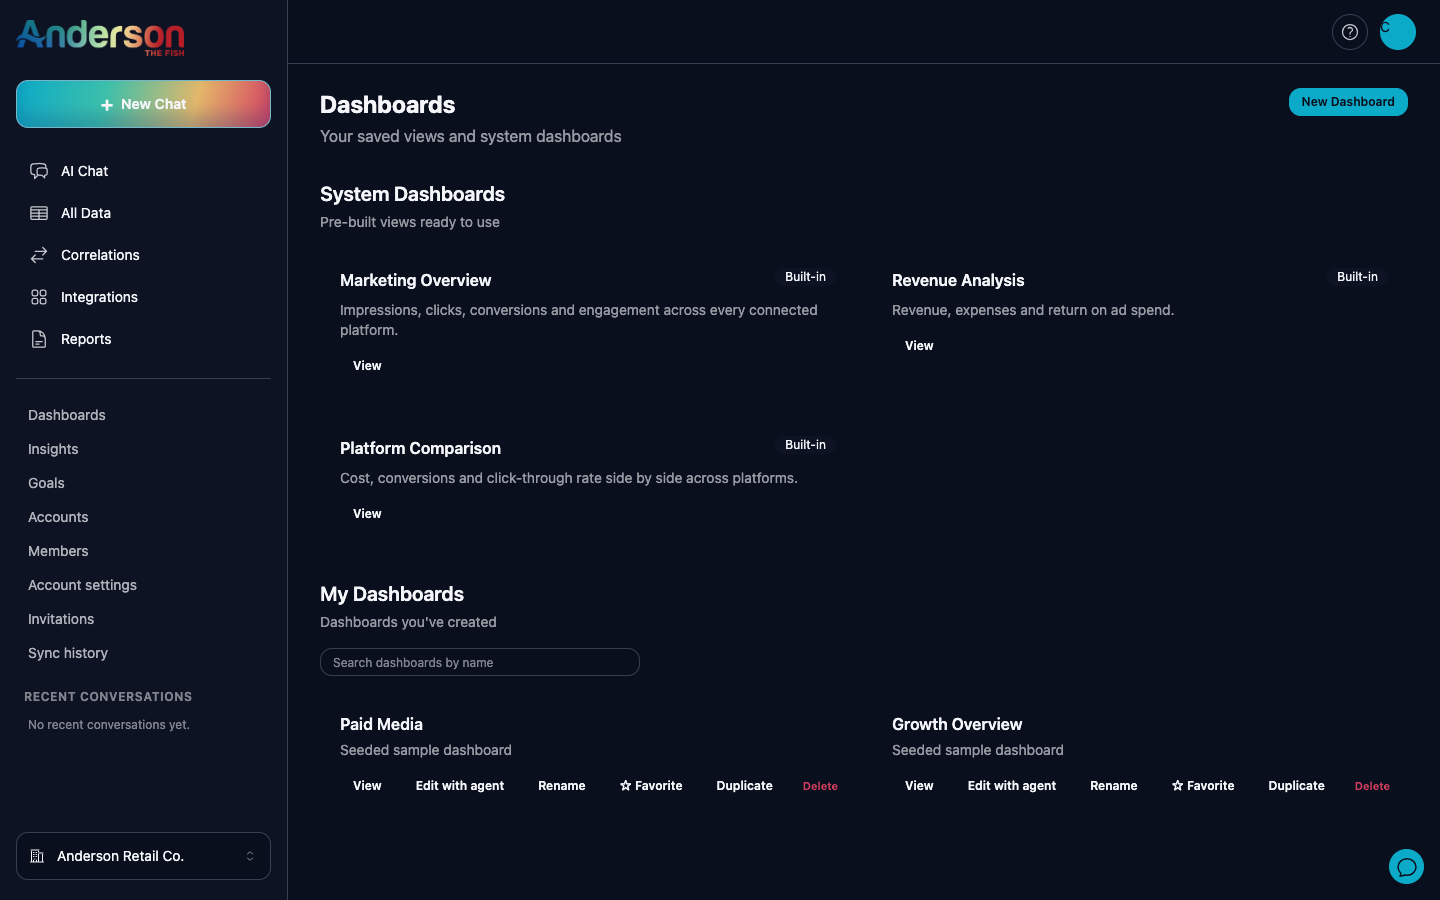 Anderson
THE FISH
New Chat
AI Chat
All Data
Correlations
Integrations
Reports
Dashboards
Insights
Goals
Accounts
Members
Account settings
Invitations
Sync history
RECENT CONVERSATIONS
No recent conversations yet.
Anderson Retail Co.
C
Dashboards
New Dashboard
Your saved views and system dashboards
System Dashboards
Pre-built views ready to use
Marketing Overview
Built-in
Impressions, clicks, conversions and engagement across every connected
platform.
View
Revenue Analysis
Built-in
Revenue, expenses and return on ad spend.
View
Platform Comparison
Built-in
Cost, conversions and click-through rate side by side across platforms.
View
My Dashboards
Dashboards you've created
Search dashboards by name
Paid Media
Seeded sample dashboard
View Edit with agent Rename Favorite Duplicate Delete
Growth Overview
Seeded sample dashboard
View Edit with agent Rename Favorite Duplicate Delete